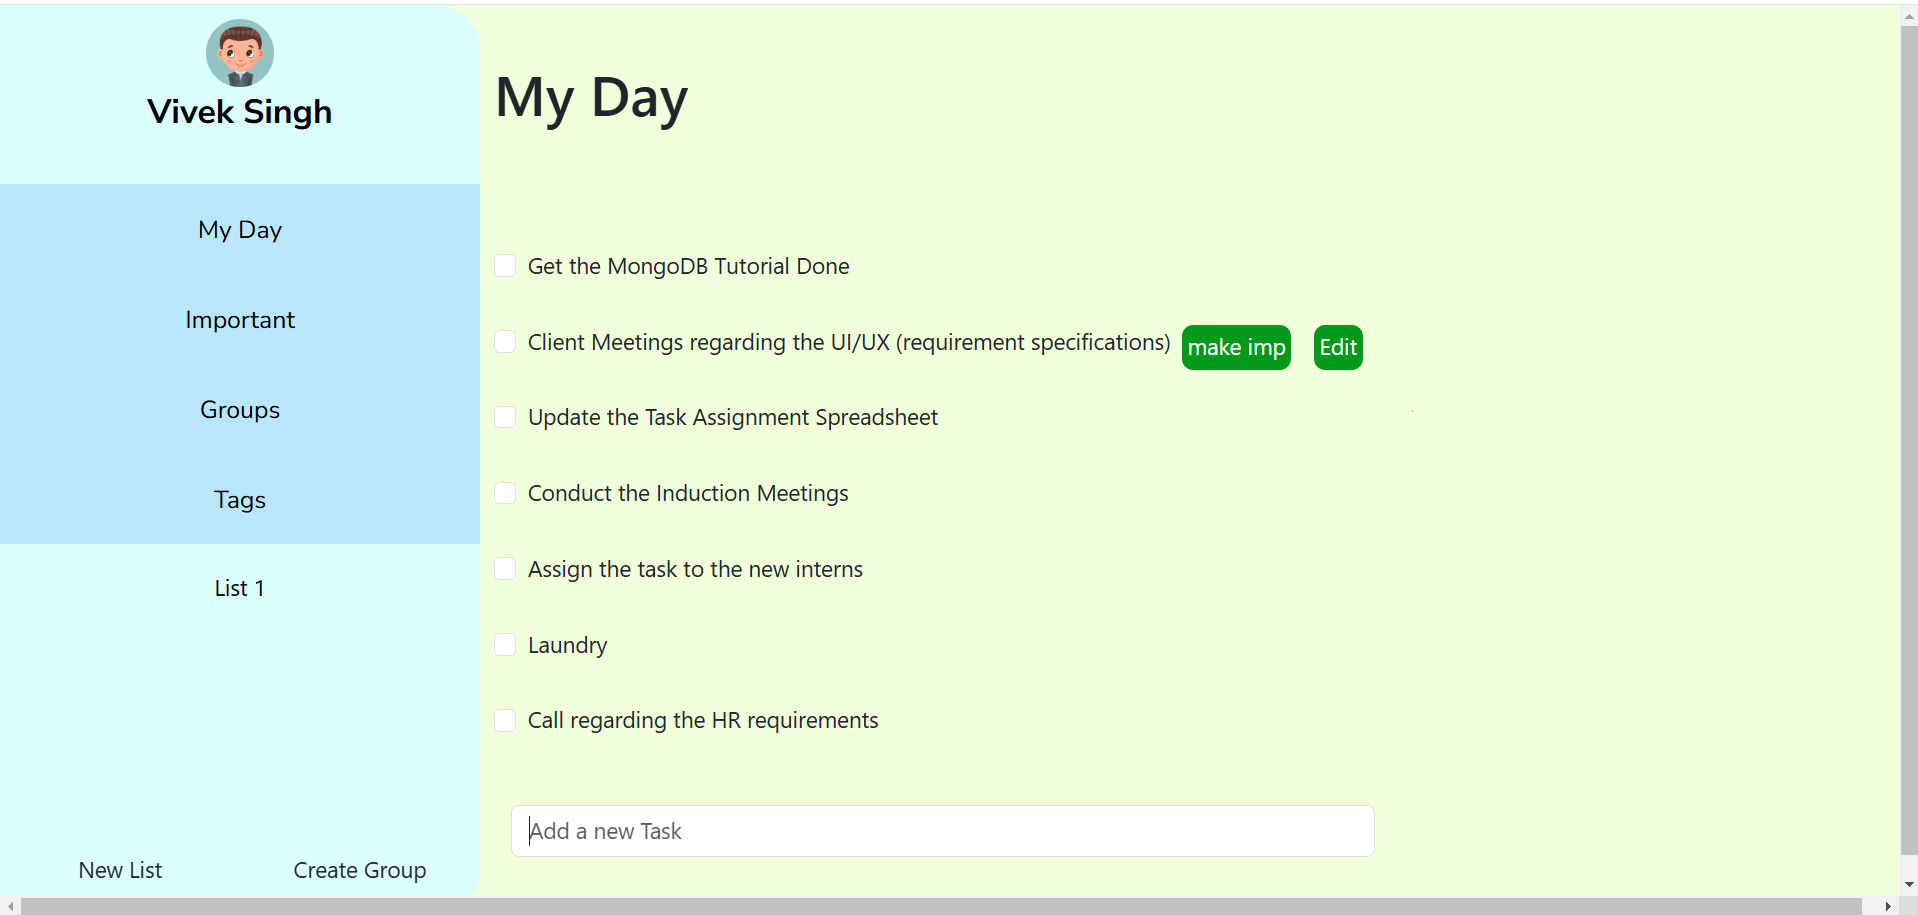 Vivek Singh
My Day
Important
Groups
Tags
List 1
New List
Create Group
My Day
Get the MongoDB Tutorial Done
Client Meetings regarding the UI/UX (requirement specifications) make imp Edit
Update the Task Assignment Spreadsheet
Conduct the Induction Meetings
Assign the task to the new interns
Laundry
Call regarding the HR requirements
Add a new Task